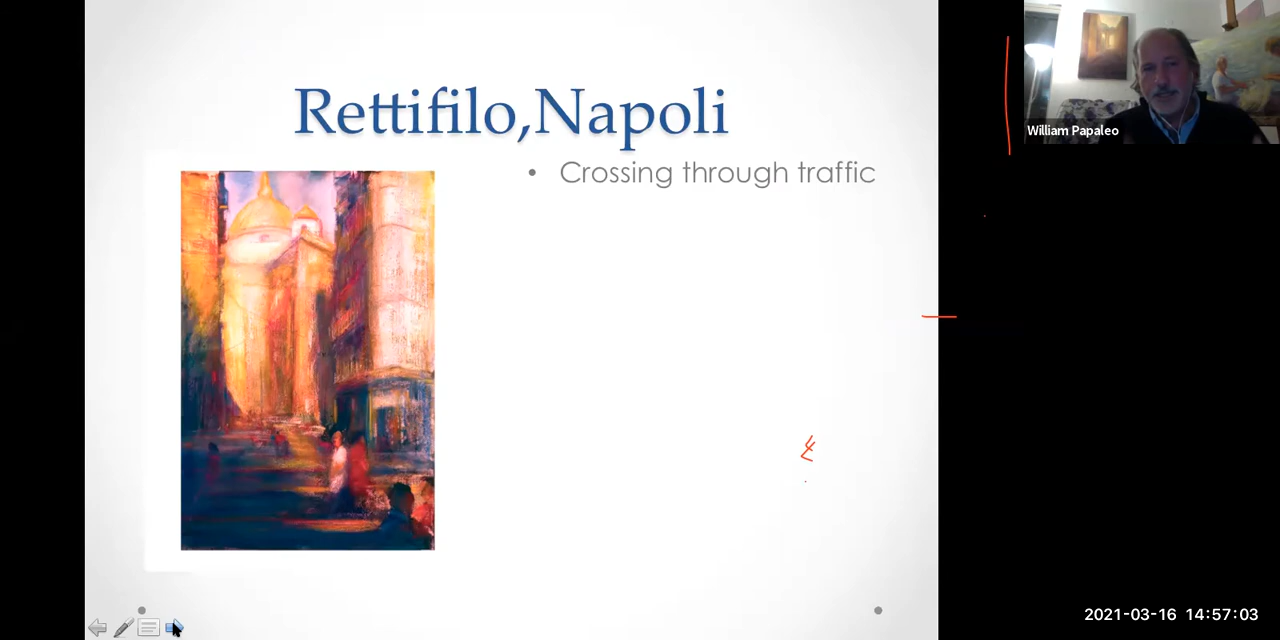 Rettifilo,Napoli
• Crossing through traffic
William Papaleo
2021-03-16 14:57:03